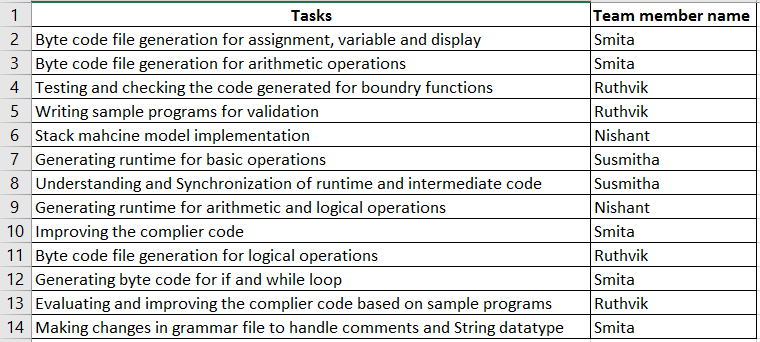 1 Tasks Team member name
2 Byte code file generation for assignment, variable and display Smita
3 Byte code file generation for arithmetic operations Smita
4 Testing and checking the code generated for boundry functions Ruthvik
5 Writing sample programs for validation Ruthvik
6 Stack mahcine model implementation Nishant
7 Generating runtime for basic operations Susmitha
8 Understanding and Synchronization of runtime and intermediate code Susmitha
9 Generating runtime for arithmetic and logical operations Nishant
10 Improving the complier code Smita
11 Byte code file generation for logical operations Ruthvik
12 Generating byte code for if and while loop Smita
13 Evaluating and improving the complier code based on sample programs Ruthvik
14 Making changes in grammar file to handle comments and String datatype Smita